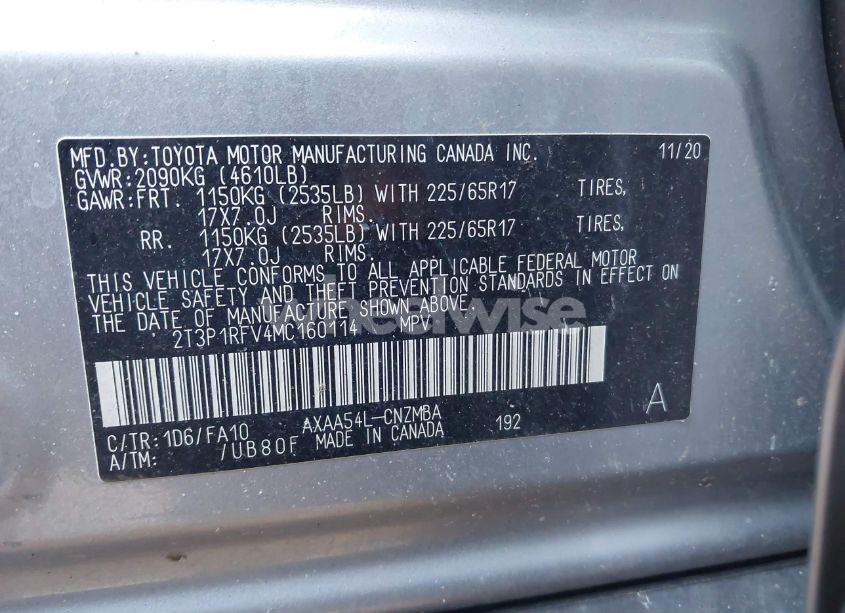 MFD.BY:TOYOTA MOTOR MANUFACTURING CANADA INC. 11/20
GVWR:2090KG (4610LB)
GAWR:FRT. 1150KG (2535LB) WITH 225/65R17 TIRES,
17X7.0J RIMS.
RR. 1150KG (2535LB) WITH 225/65R17 TIRES,
17X7.0J RIMS.
THIS VEHICLE CONFORMS TO ALL APPLICABLE FEDERAL MOTOR
VEHICLE SAFETY AND THEFT PREVENTION STANDARDS IN EFFECT ON
THE DATE OF MANUFACTURE SHOWN ABOVE.
2T3P1RFV4MC160114 MPV
C/TR:1D6/FA10 AXAA54L-CNZMBA 192 A
A/TM: /UB80F MADE IN CANADA